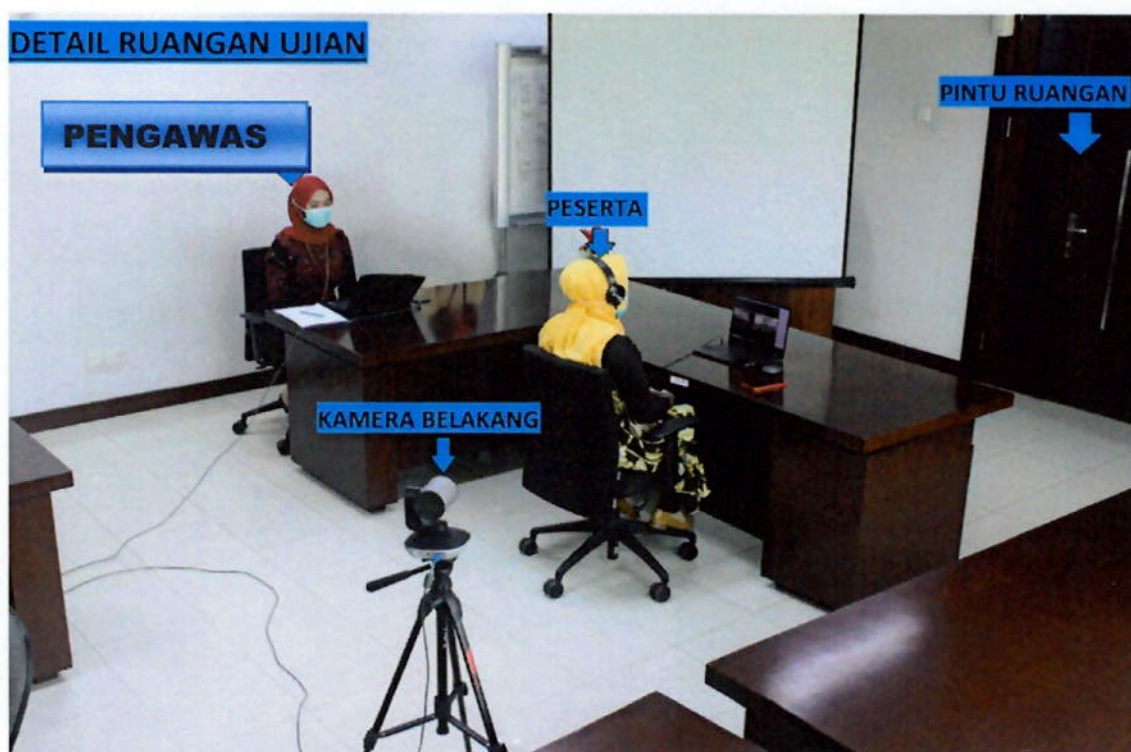 DETAIL RUANGAN UJIAN
PENGAWAS
PINTU RUANGAN
PESERTA
KAMERA BELAKANG